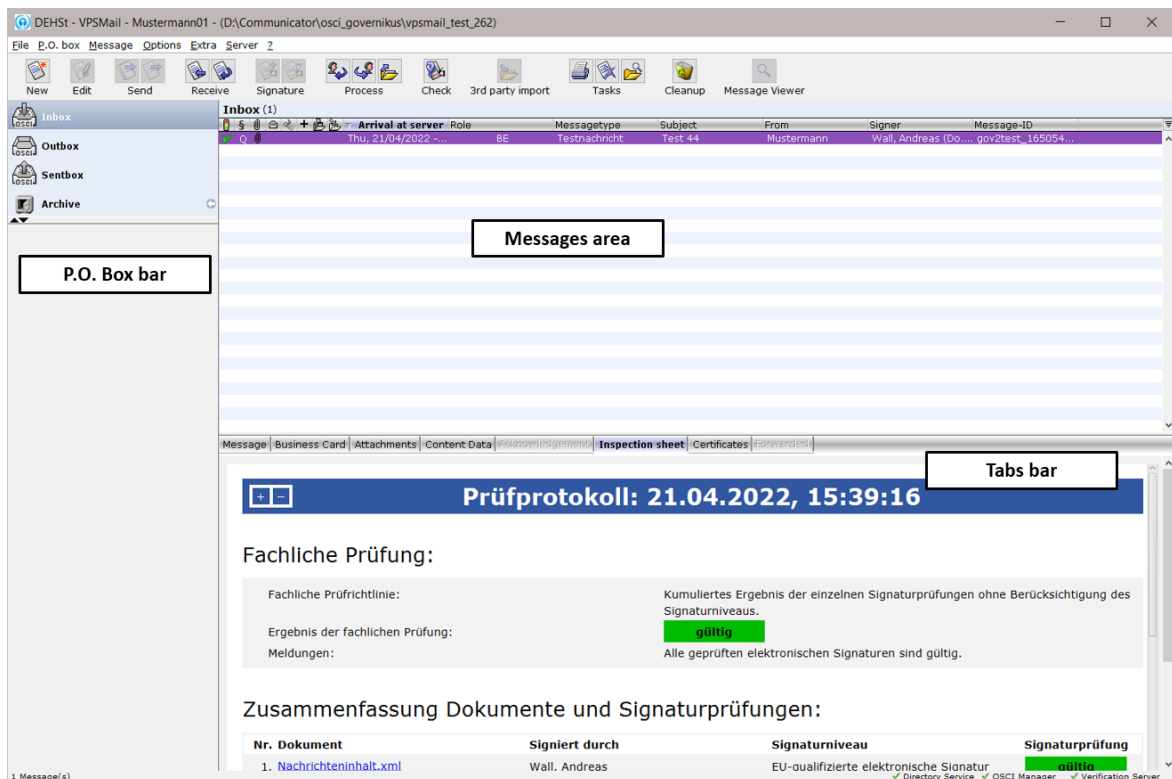 DEHSt - VPSMail - Mustermann01 - (D:\Communicator\osci_governikus\vpsmail_test_262)
File P.O. box Message Options Extra Server ?
New Edit Send Receive Signature Process Check 3rd party import Tasks Cleanup Message Viewer
Inbox
Outbox
Sentbox
Archive
P.O. Box bar
Inbox (1)
Arrival at server Role Messagetype Subject From Signer Message-ID
Q Thu, 21/04/2022 -... BE Testnachricht Test 44 Mustermann Wall, Andreas (Do.... gov2test_165054...
Messages area
Message Business Card Attachments Content Data Acknowledgement Inspection sheet Certificates Forwarded
Tabs bar
Prüfprotokoll: 21.04.2022, 15:39:16
Fachliche Prüfung:
Fachliche Prüfrichtlinie: Kumuliertes Ergebnis der einzelnen Signaturprüfungen ohne Berücksichtigung des
Signaturniveaus.
Ergebnis der fachlichen Prüfung: gültig
Meldungen: Alle geprüften elektronischen Signaturen sind gültig.
Zusammenfassung Dokumente und Signaturprüfungen:
Nr. Dokument Signiert durch Signaturniveau Signaturprüfung
1. Nachrichteninhalt.xml Wall, Andreas EU-qualifizierte elektronische Signatur gültig
1 Message(s) Directory Service OSCI Manager Verification Server